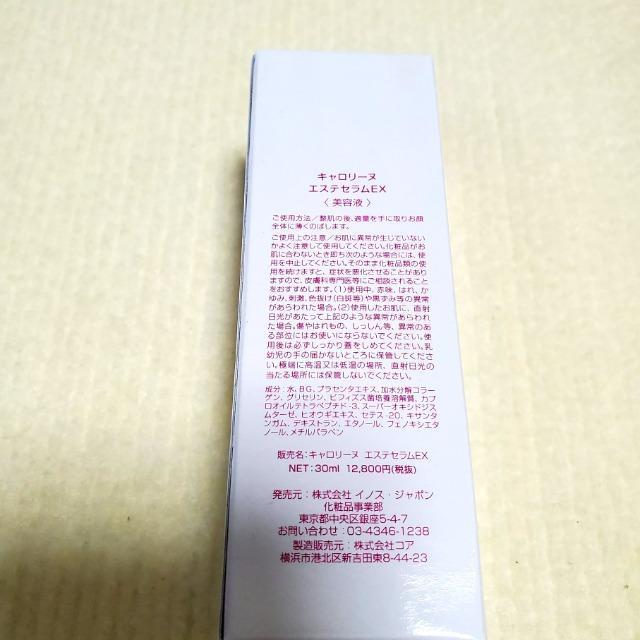 キャロリーヌ
エステセラムEX
〈 美容液 〉
ご使用方法／整肌の後、適量を手に取りお顔
全体に薄くのばします。
ご使用上の注意／お肌に異常が生じていない
かよく注意して使用してください。化粧品がお
肌に合わないとき即ち次のような場合には、使
用を中止してください。そのまま化粧品類の使
用を続けますと、症状を悪化させることがあり
ますので、皮膚科専門医等にご相談されること
をおすすめします。(1)使用中、赤味、はれ、か
ゆみ、刺激、色抜け(白斑等)や黒ずみ等の異常
があらわれた場合。(2)使用したお肌に、直射
日光があたって上記のような異常があらわれ
た場合。傷やはれもの、しっしん等、異常のあ
る部位にはお使いにならないでください。使
用後は必ずしっかり蓋をしめてください。乳
幼児の手の届かないところに保管してくださ
い。極端に高温又は低温の場所、直射日光の
当たる場所には保管しないでください。
成分：水、BG、プラセンタエキス、加水分解コラー
ゲン、グリセリン、ビフィズス菌培養溶解質、カプ
ロオイルテトラペプチド-3、スーパーオキシドジス
ムターゼ、ヒオウギエキス、セテス-20、キサンタ
ンガム、デキストラン、エタノール、フェノキシエタ
ノール、メチルパラベン
販売名：キャロリーヌ エステセラムEX
NET：30ml 12,800円(税抜)
発売元：株式会社 イノス・ジャポン
化粧品事業部
東京都中央区銀座5-4-7
お問い合わせ：03-4346-1238
製造販売元：株式会社コア
横浜市港北区新吉田東8-44-23